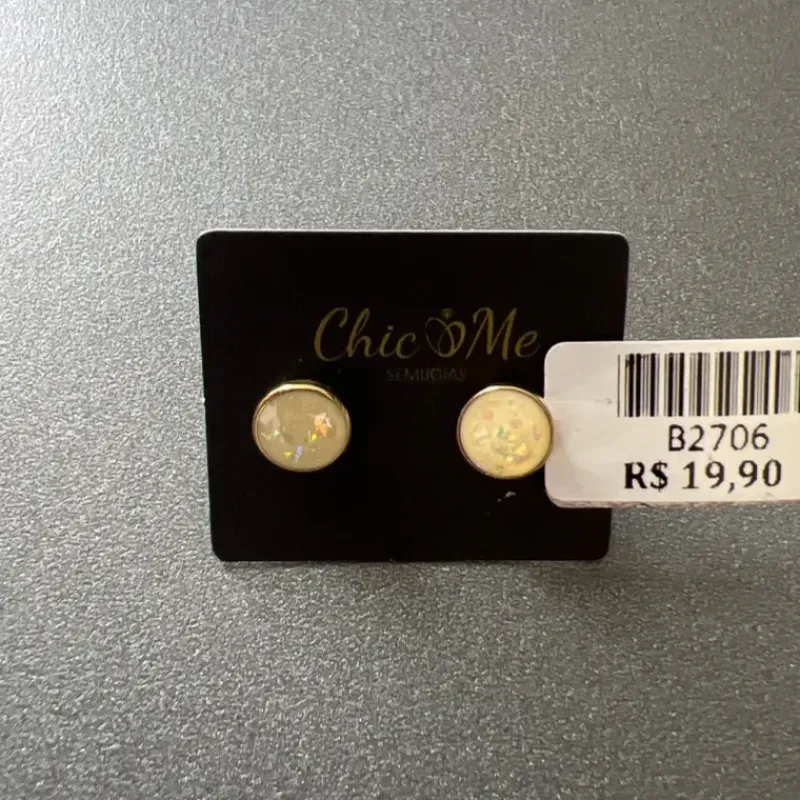 Chic Me
SEMIJOIAS
B2706
R$ 19,90